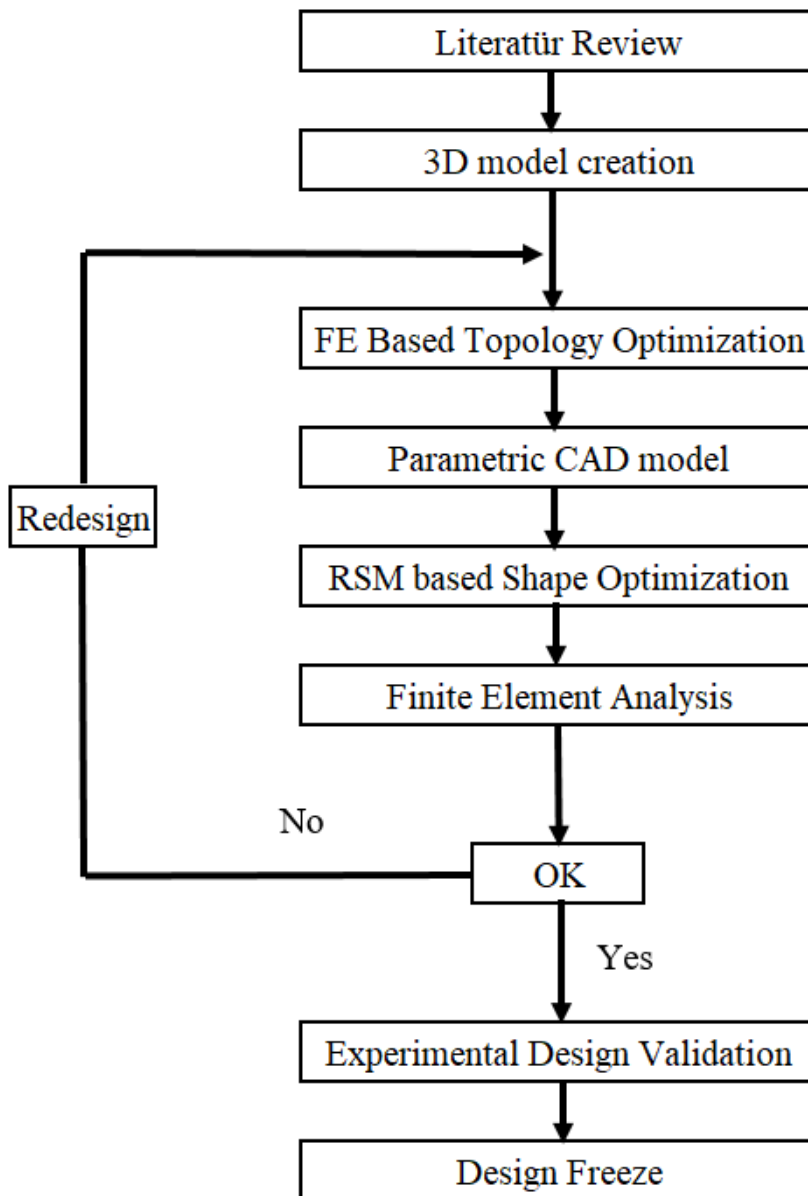 Literatür Review
3D model creation
FE Based Topology Optimization
Parametric CAD model
Redesign
RSM based Shape Optimization
Finite Element Analysis
No
OK
Yes
Experimental Design Validation
Design Freeze